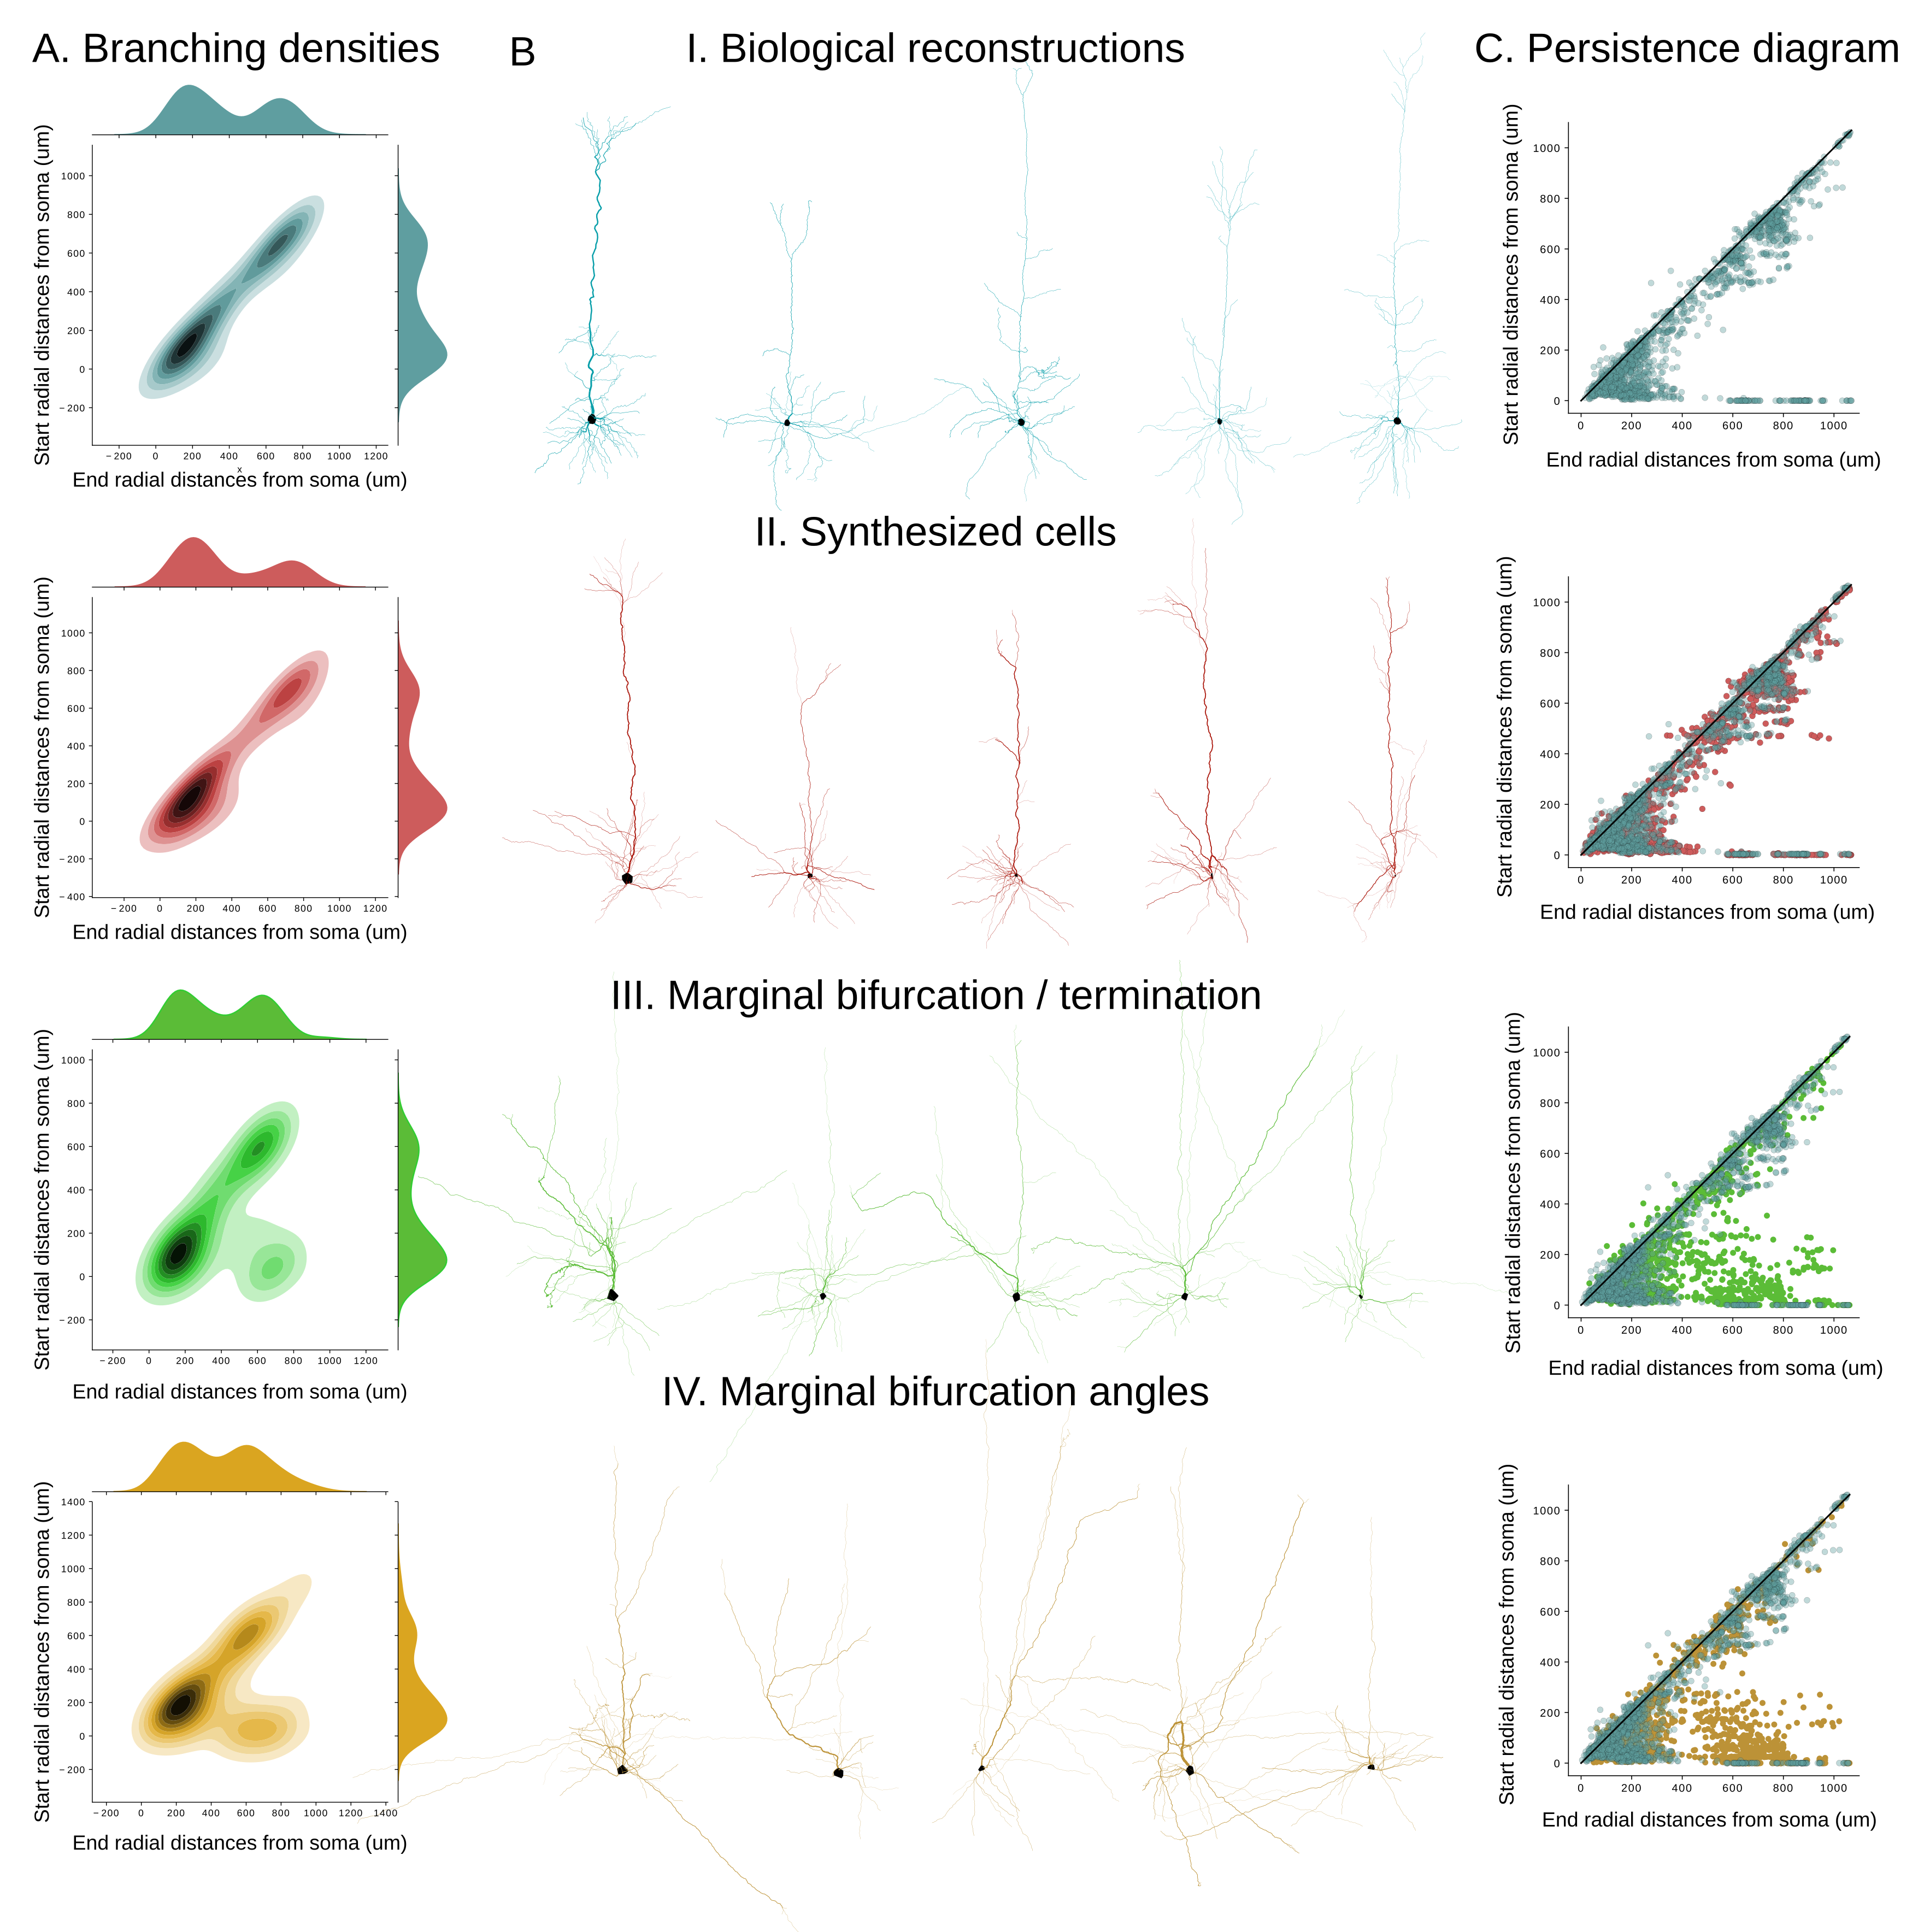 A. Branching densities
B
I. Biological reconstructions
C. Persistence diagram
Start radial distances from soma (um)
1000
800
600
400
200
0
−200
−200 0 200 400 600 800 1000 1200
x
End radial distances from soma (um)
Start radial distances from soma (um)
1000
800
600
400
200
0
0 200 400 600 800 1000
End radial distances from soma (um)
II. Synthesized cells
Start radial distances from soma (um)
1000
800
600
400
200
0
−200
−400
−200 0 200 400 600 800 1000 1200
End radial distances from soma (um)
Start radial distances from soma (um)
1000
800
600
400
200
0
0 200 400 600 800 1000
End radial distances from soma (um)
III. Marginal bifurcation / termination
Start radial distances from soma (um)
1000
800
600
400
200
0
−200
−200 0 200 400 600 800 1000 1200
End radial distances from soma (um)
Start radial distances from soma (um)
1000
800
600
400
200
0
0 200 400 600 800 1000
End radial distances from soma (um)
IV. Marginal bifurcation angles
Start radial distances from soma (um)
1400
1200
1000
800
600
400
200
0
−200
−200 0 200 400 600 800 1000 1200 1400
End radial distances from soma (um)
Start radial distances from soma (um)
1000
800
600
400
200
0
0 200 400 600 800 1000
End radial distances from soma (um)